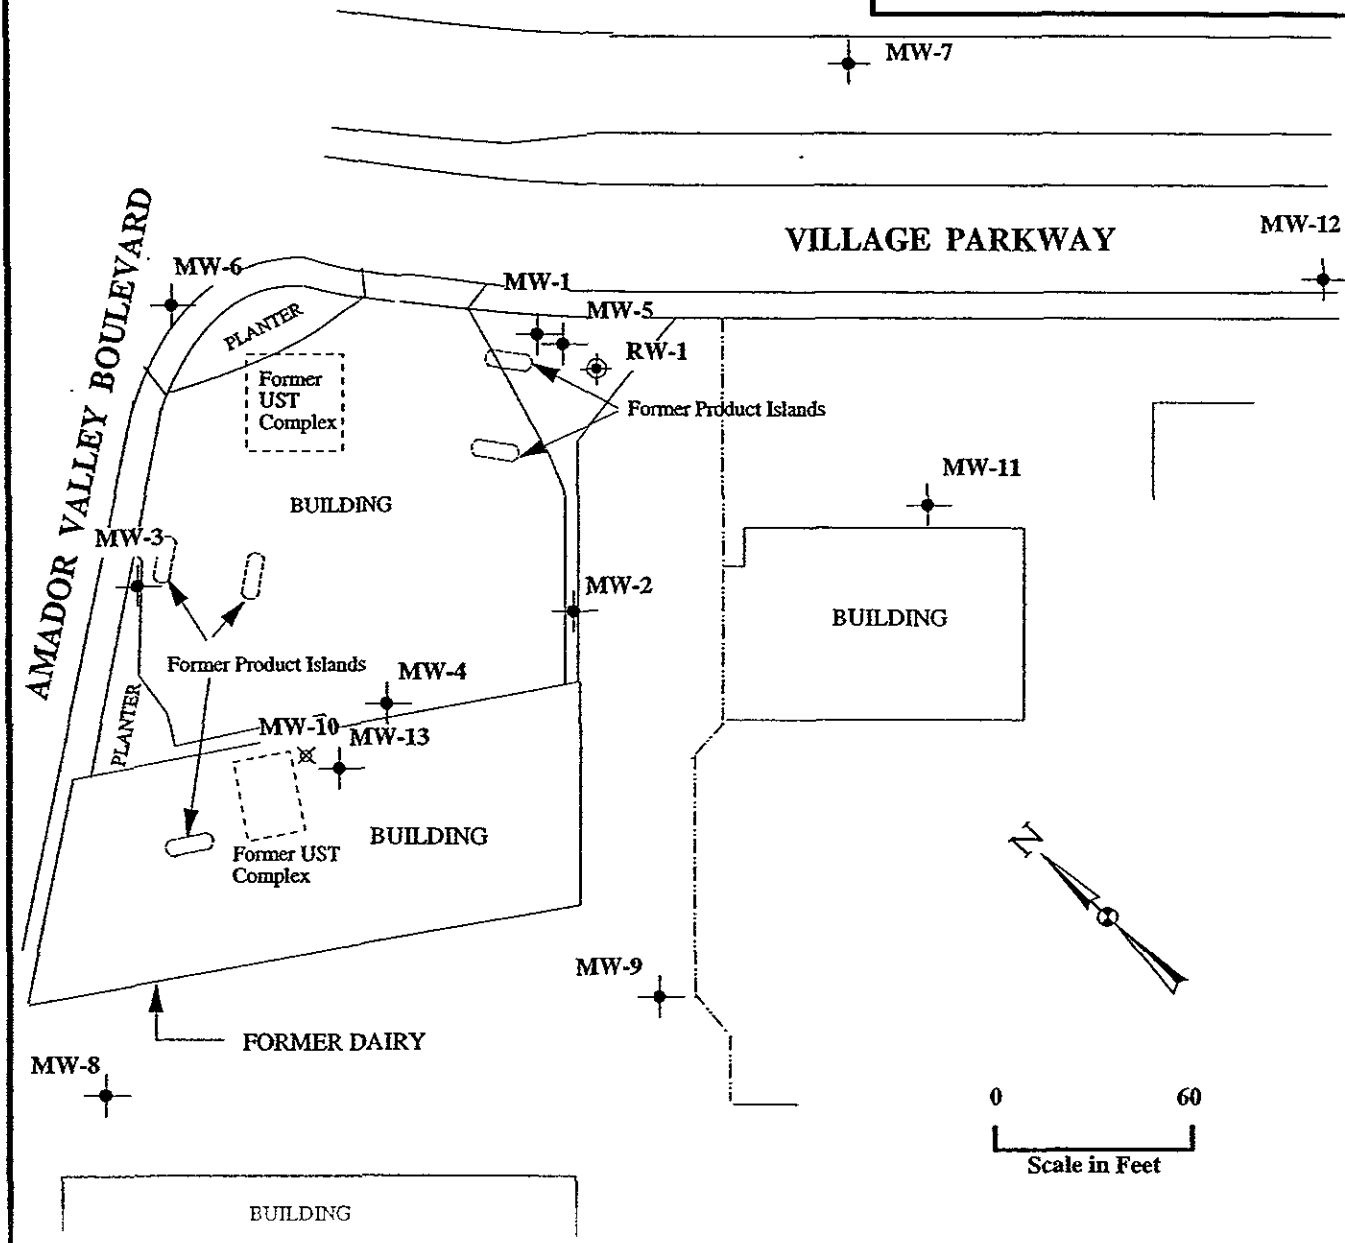 MW-7
VILLAGE PARKWAY
MW-12
AMADOR VALLEY BOULEVARD
MW-6
MW-1
MW-5
PLANTER
RW-1
Former
UST
Complex
Former Product Islands
MW-11
BUILDING
MW-3
MW-2
BUILDING
Former Product Islands
MW-4
PLANTER
MW-10
MW-13
BUILDING
Former UST
Complex
N
MW-9
FORMER DAIRY
MW-8
0 60
Scale in Feet
BUILDING